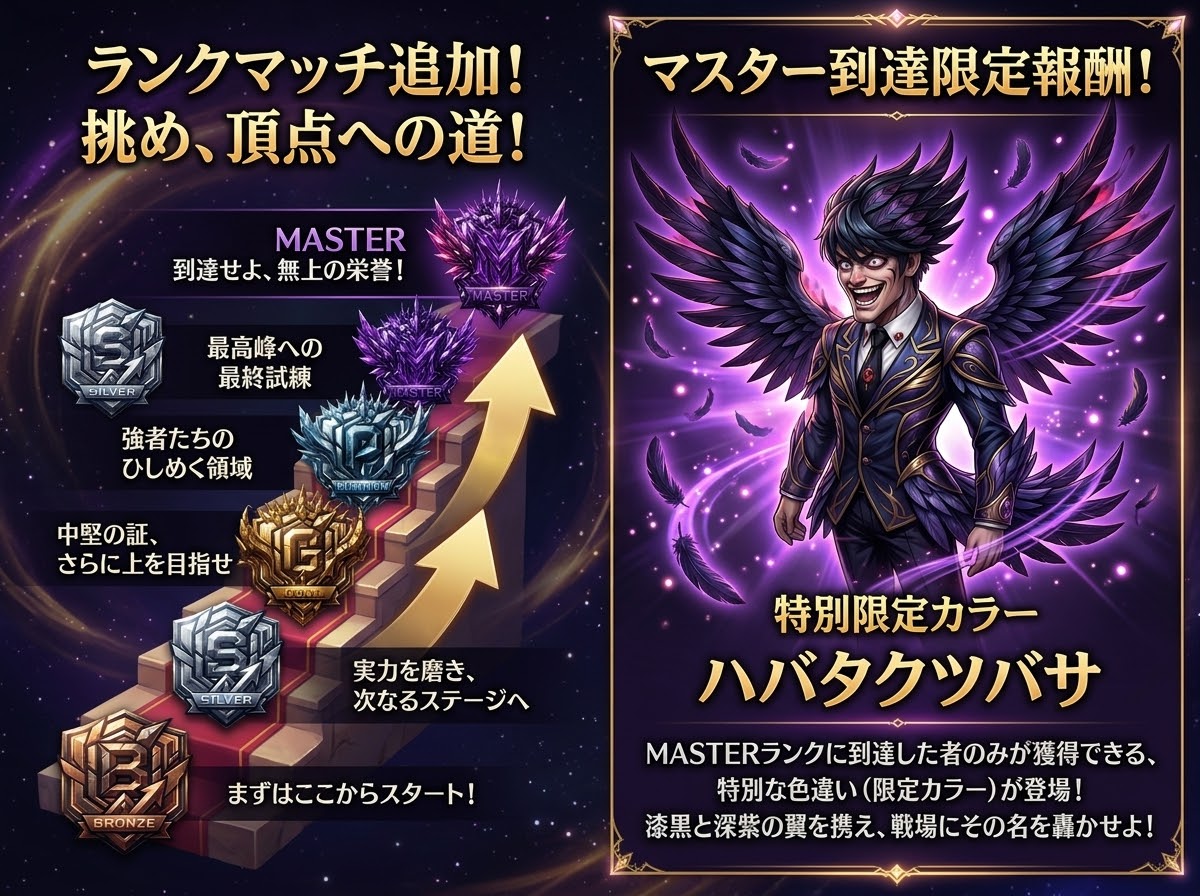 ランクマッチ追加！
挑め、頂点への道！
MASTER
到達せよ、無上の栄誉！
MASTER
SILVER
最高峰への
最終試練
強者たちの
ひしめく領域
中堅の証、
さらに上を目指せ
SILVER
実力を磨き、
次なるステージへ
BRONZE
まずはここからスタート！
マスター到達限定報酬！
特別限定カラー
ハバタクツバサ
MASTERランクに到達した者のみが獲得できる、
特別な色違い（限定カラー）が登場！
漆黒と深紫の翼を携え、戦場にその名を轟かせよ！